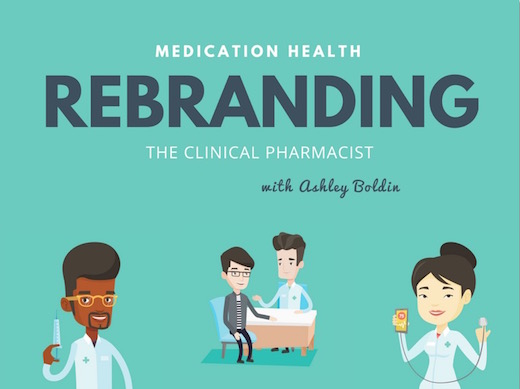 MEDICATION HEALTH
REBRANDING
THE CLINICAL PHARMACIST
with Ashley Boldin